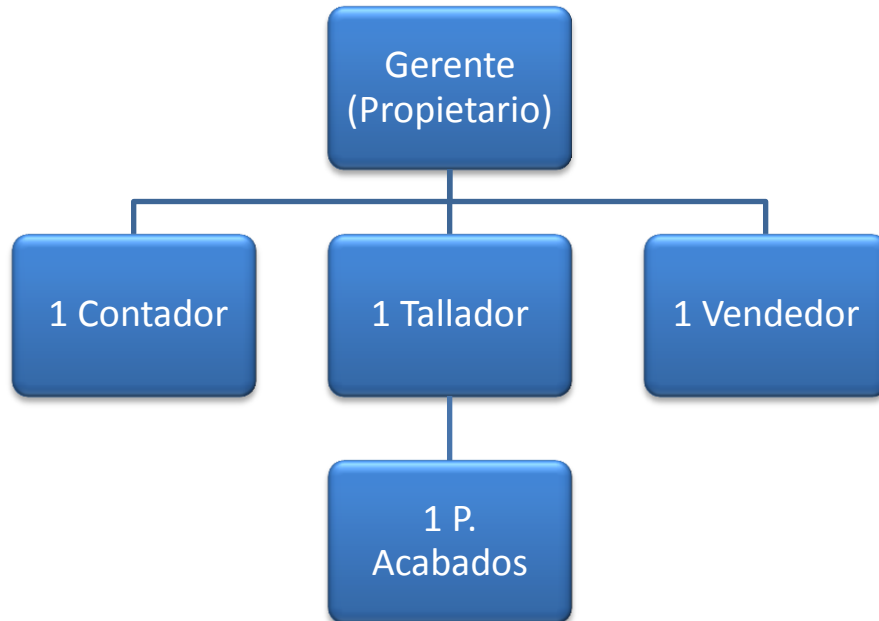 Gerente
(Propietario)
1 Contador
1 Tallador
1 Vendedor
1 P.
Acabados